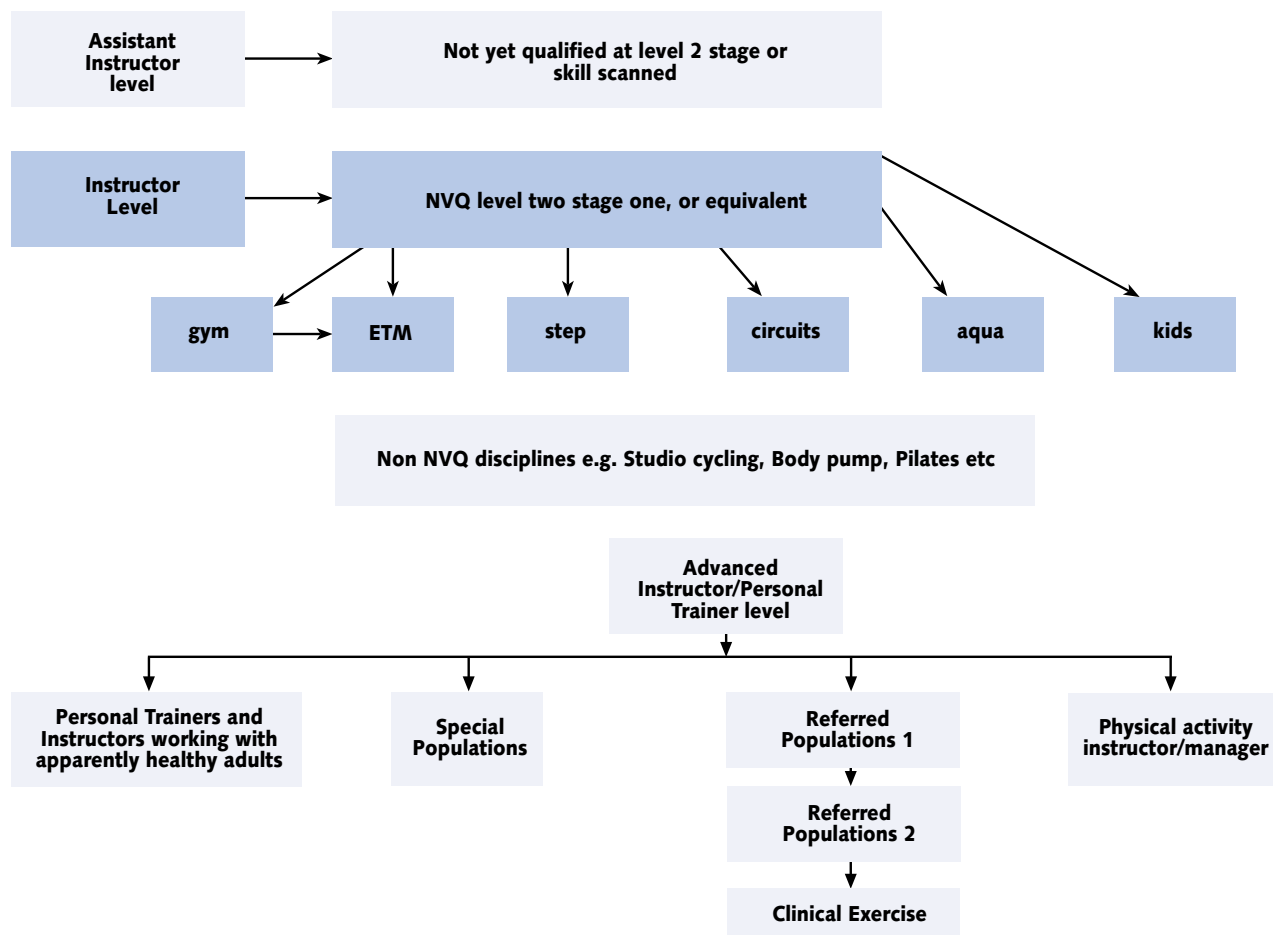 Assistant
Instructor
level
Not yet qualified at level 2 stage or
skill scanned
Instructor
Level
NVQ level two stage one, or equivalent
gym
ETM
step
circuits
aqua
kids
Non NVQ disciplines e.g. Studio cycling, Body pump, Pilates etc
Advanced
Instructor/Personal
Trainer level
Personal Trainers and
Instructors working with
apparently healthy adults
Special
Populations
Referred
Populations 1
Physical activity
instructor/manager
Referred
Populations 2
Clinical Exercise